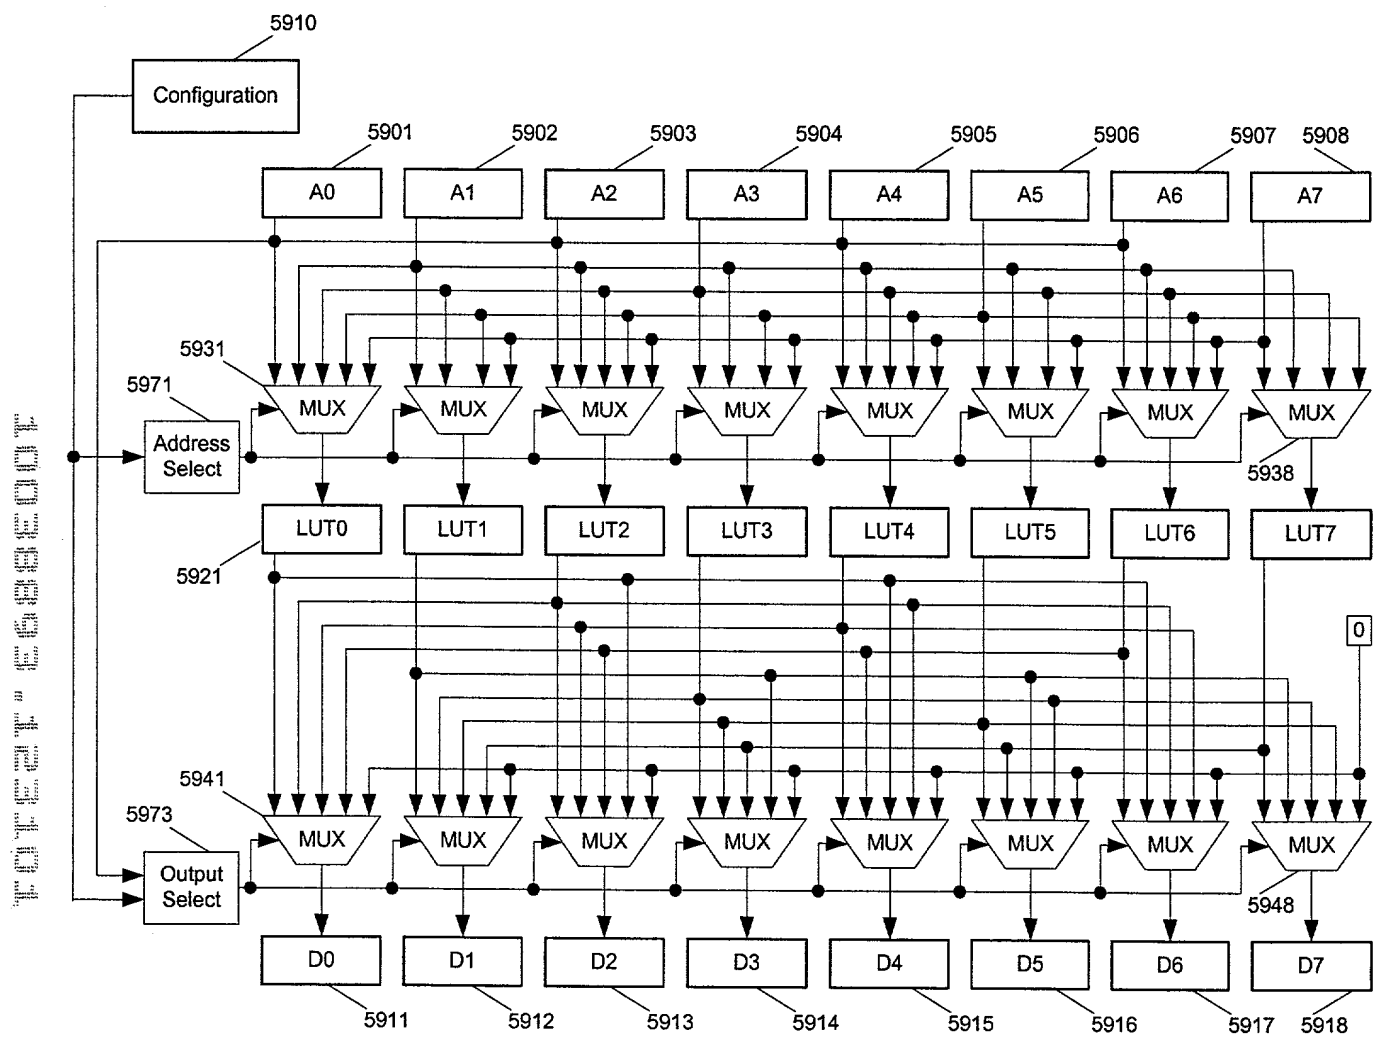 5910
Configuration
5901 5902 5903 5904 5905 5906 5907 5908
A0 A1 A2 A3 A4 A5 A6 A7
5931
5971
MUX MUX MUX MUX MUX MUX MUX MUX
Address
Select
5938
LUT0 LUT1 LUT2 LUT3 LUT4 LUT5 LUT6 LUT7
5921
0
5941
5973
MUX MUX MUX MUX MUX MUX MUX MUX
Output
Select
5948
D0 D1 D2 D3 D4 D5 D6 D7
5911 5912 5913 5914 5915 5916 5917 5918